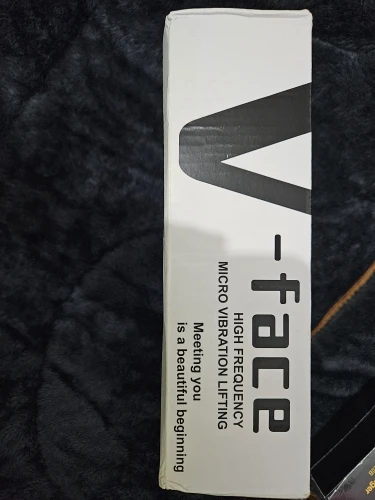 V-face
HIGH FREQUENCY
MICRO VIBRATION LIFTING
Meeting you
is a beautiful beginning